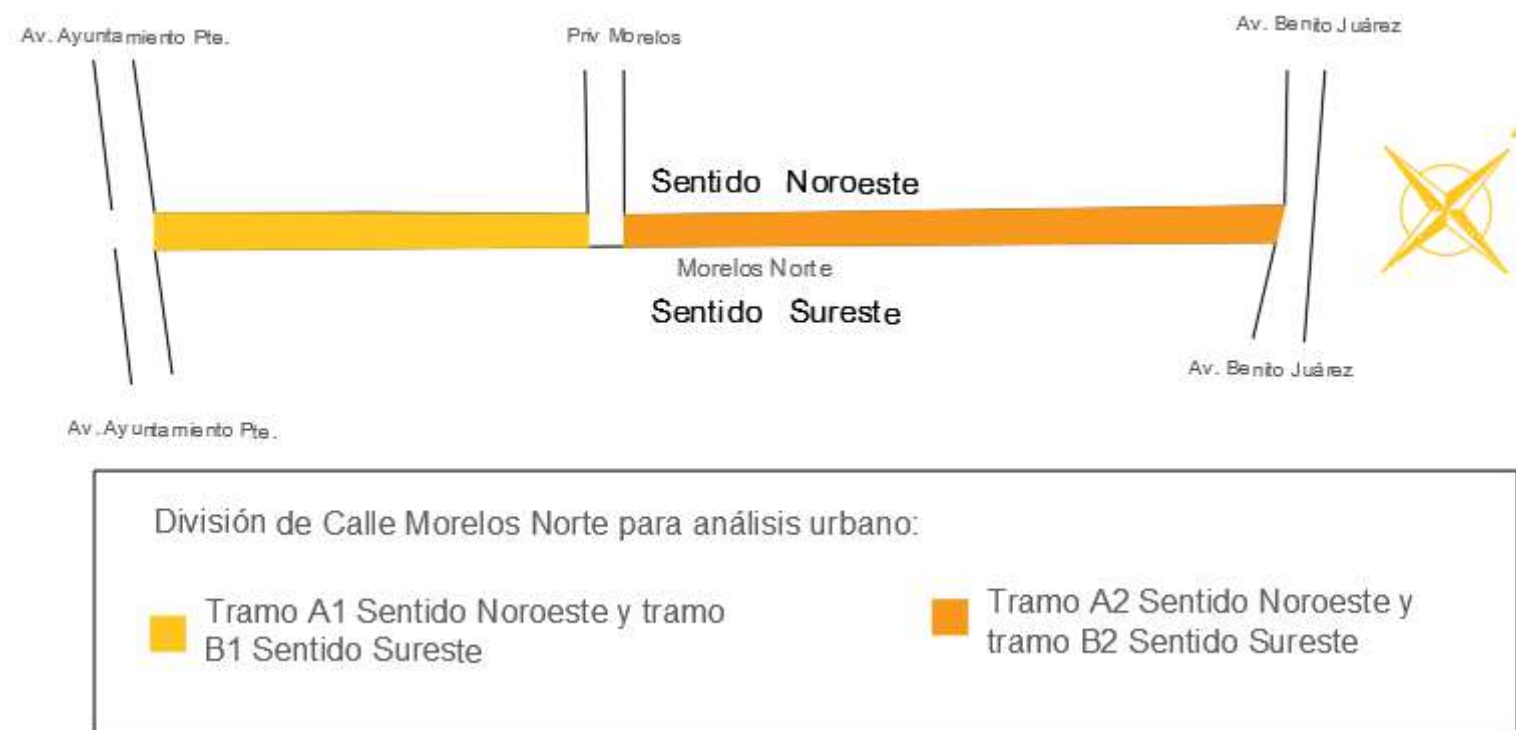 Av. Ayuntamiento Pte.
Priv Morelos
Av. Benito Juárez
Sentido Noroeste
Morelos Norte
Sentido Sureste
Av. Benito Juárez
Av. Ayuntamiento Pte.
División de Calle Morelos Norte para análisis urbano:
Tramo A1 Sentido Noroeste y tramo
B1 Sentido Sureste
Tramo A2 Sentido Noroeste y
tramo B2 Sentido Sureste